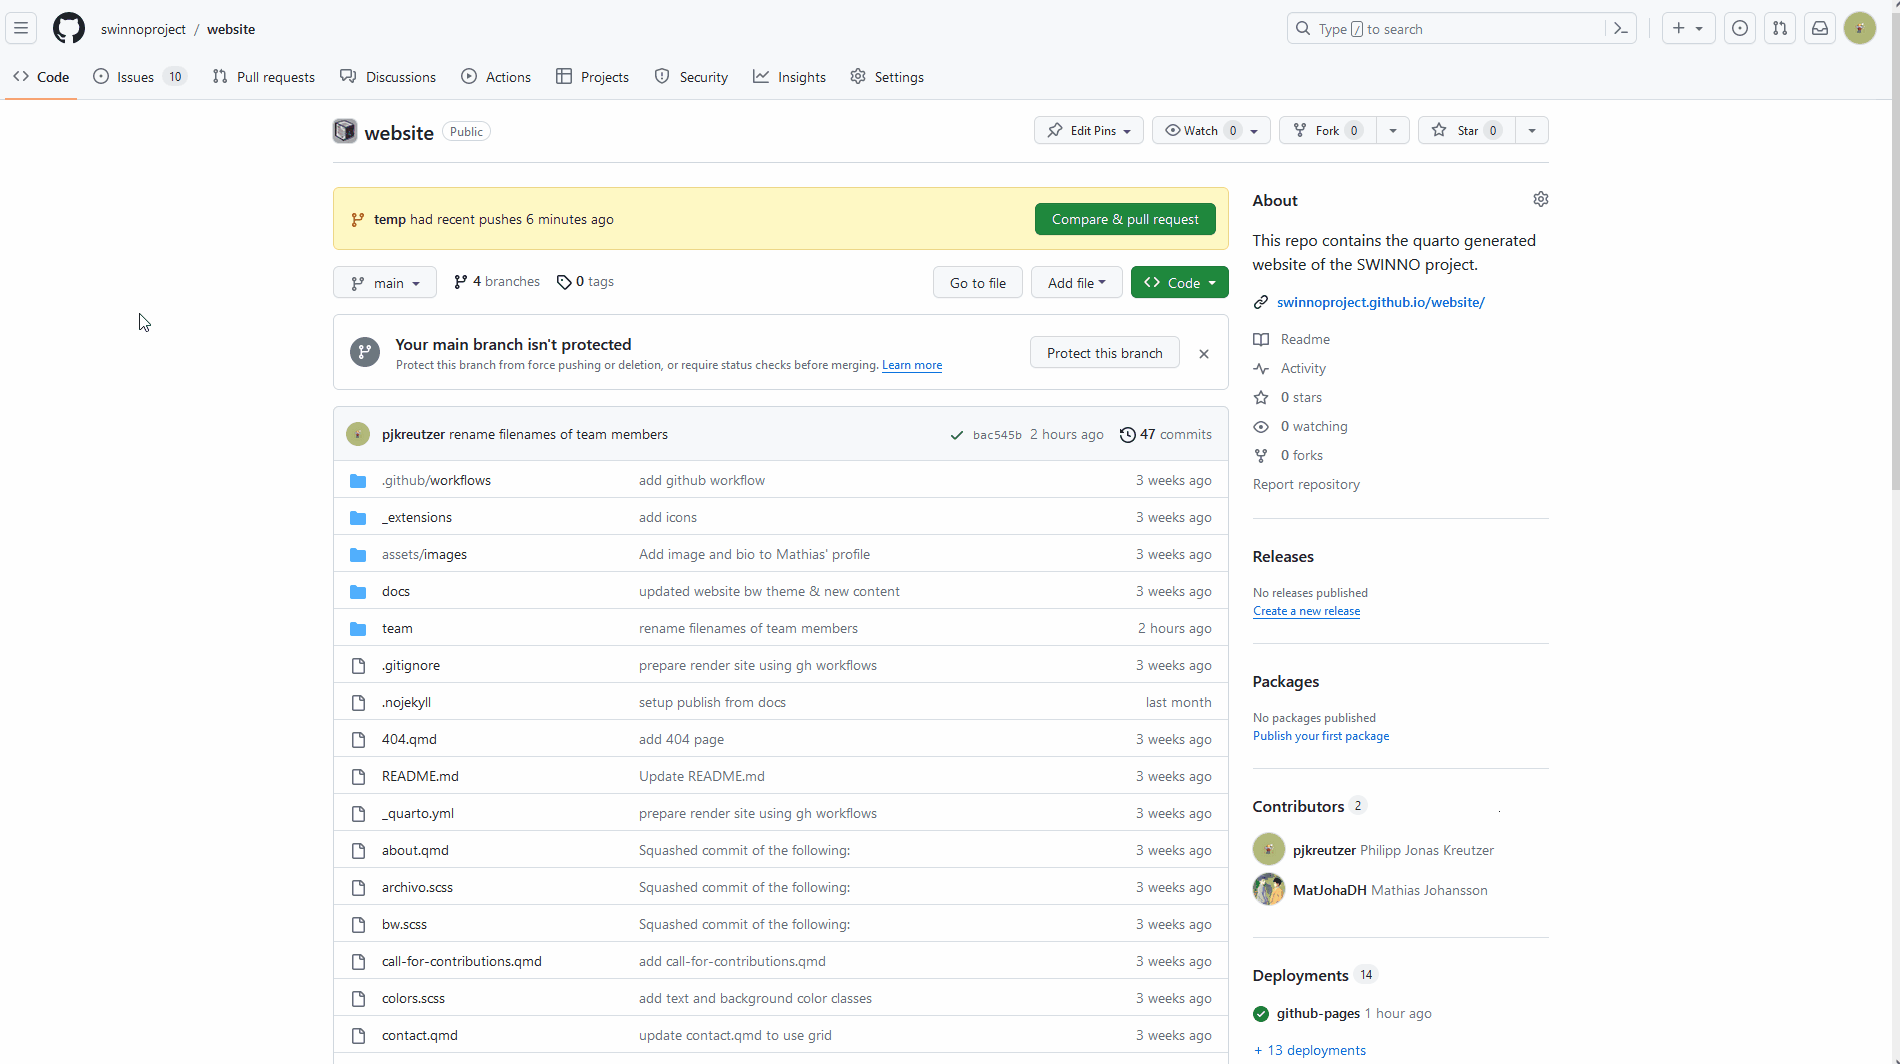 swinnoproject / website
Type / to search
Code Issues 10 Pull requests Discussions Actions Projects Security Insights Settings
website Public
Edit Pins Watch 0 Fork 0 Star 0
temp had recent pushes 6 minutes ago
Compare & pull request
main 4 branches 0 tags
Go to file Add file Code
Your main branch isn't protected
Protect this branch from force pushing or deletion, or require status checks before merging. Learn more
Protect this branch
pjkreutzer rename filenames of team members bac545b 2 hours ago 47 commits
.github/workflows add github workflow 3 weeks ago
_extensions add icons 3 weeks ago
assets/images Add image and bio to Mathias' profile 3 weeks ago
docs updated website bw theme & new content 3 weeks ago
team rename filenames of team members 2 hours ago
.gitignore prepare render site using gh workflows 3 weeks ago
.nojekyll setup publish from docs last month
404.qmd add 404 page 3 weeks ago
README.md Update README.md 3 weeks ago
_quarto.yml prepare render site using gh workflows 3 weeks ago
about.qmd Squashed commit of the following: 3 weeks ago
archivo.scss Squashed commit of the following: 3 weeks ago
bw.scss Squashed commit of the following: 3 weeks ago
call-for-contributions.qmd add call-for-contributions.qmd 3 weeks ago
colors.scss add text and background color classes 3 weeks ago
contact.qmd update contact.qmd to use grid 3 weeks ago
About
This repo contains the quarto generated
website of the SWINNO project.
swinnoproject.github.io/website/
Readme
Activity
0 stars
0 watching
0 forks
Report repository
Releases
No releases published
Create a new release
Packages
No packages published
Publish your first package
Contributors 2
pjkreutzer Philipp Jonas Kreutzer
MatJohaDH Mathias Johansson
Deployments 14
github-pages 1 hour ago
+ 13 deployments